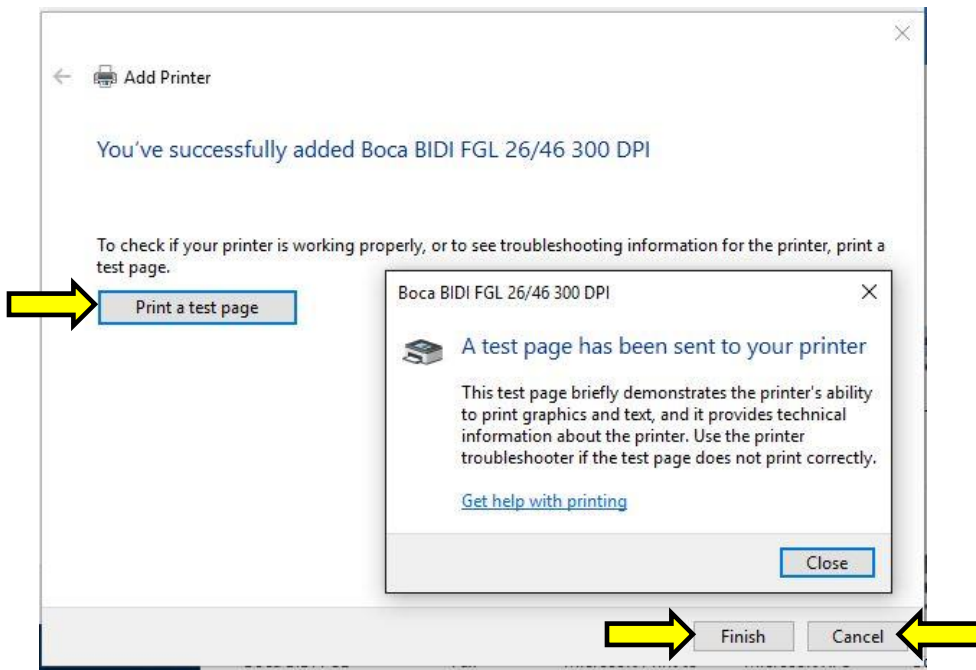 Add Printer
You've successfully added Boca BIDI FGL 26/46 300 DPI
To check if your printer is working properly, or to see troubleshooting information for the printer, print a
test page.
Print a test page
Boca BIDI FGL 26/46 300 DPI
A test page has been sent to your printer
This test page briefly demonstrates the printer's ability
to print graphics and text, and it provides technical
information about the printer. Use the printer
troubleshooter if the test page does not print correctly.
Get help with printing
Close
Finish
Cancel